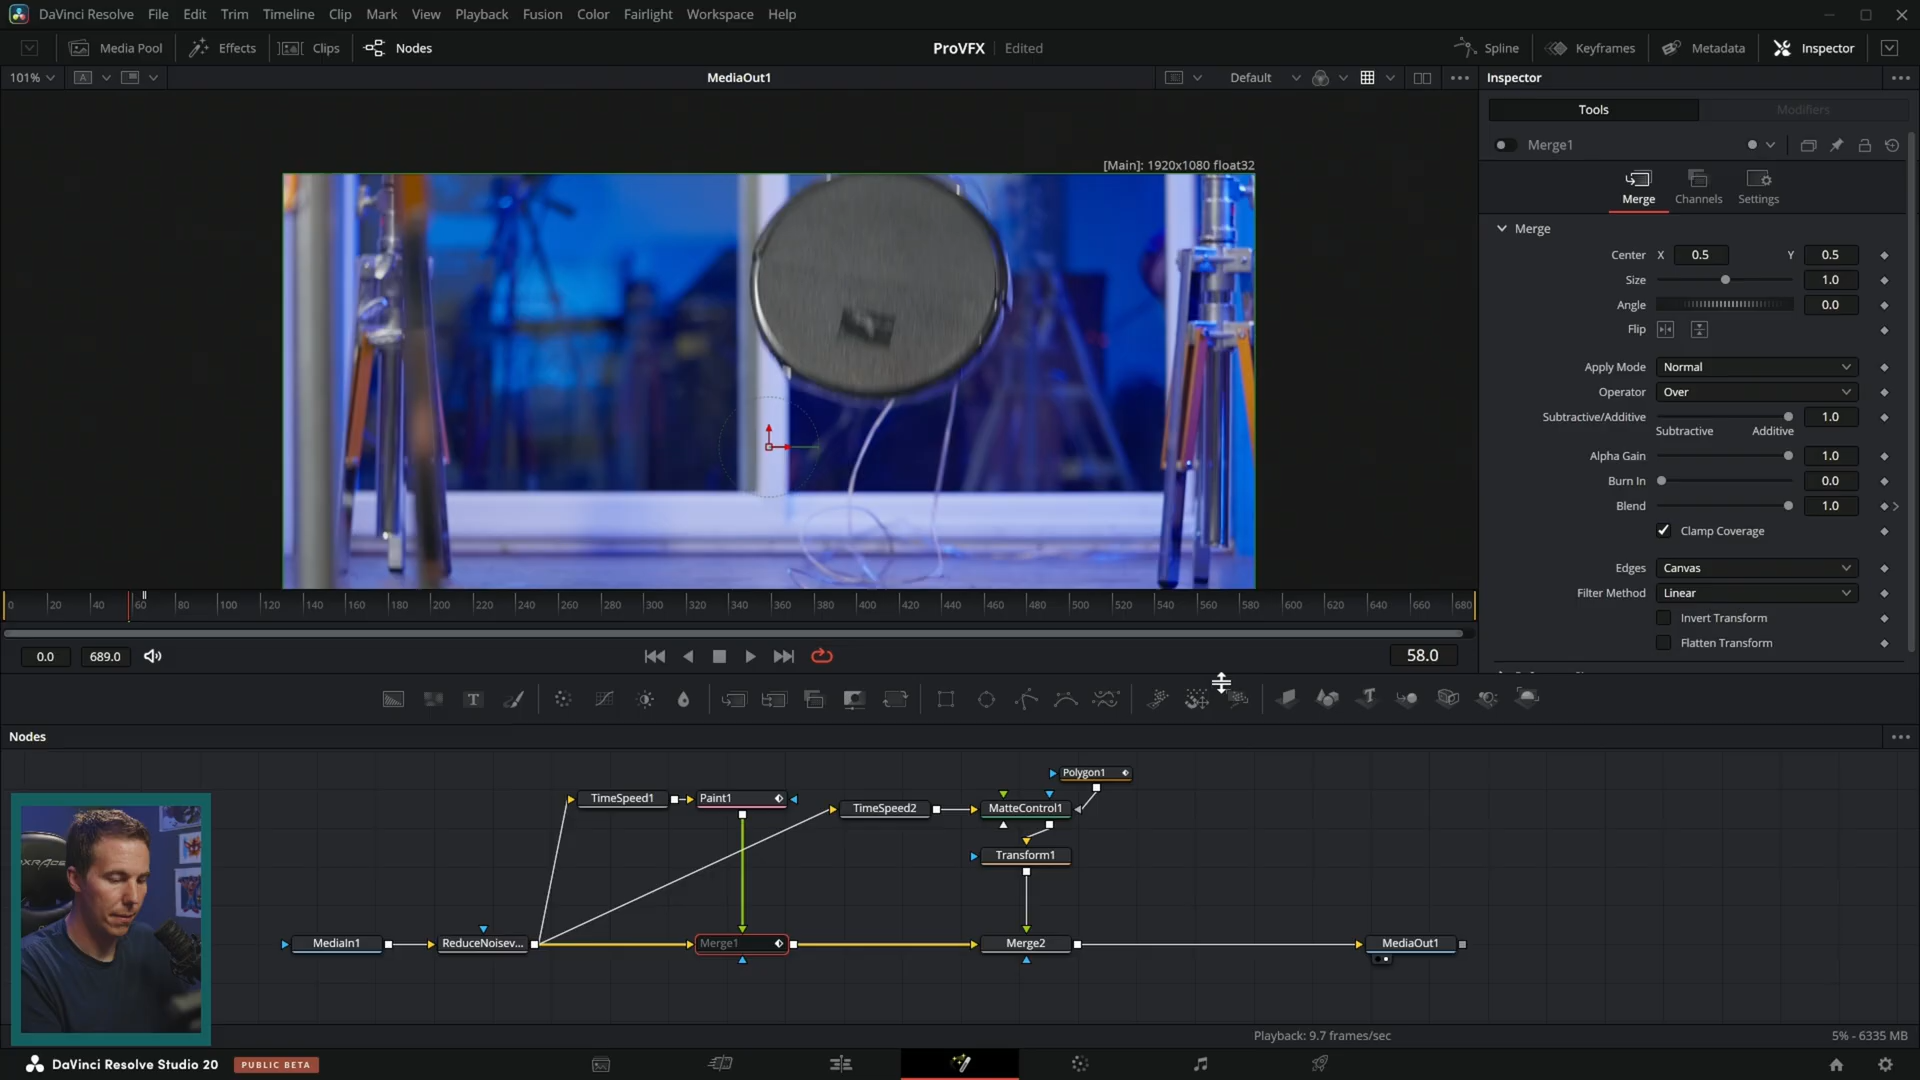 DaVinci Resolve File Edit Trim Timeline Clip Mark View Playback Fusion Color Fairlight Workspace Help
Media Pool Effects Clips Nodes ProVFX Edited Spline Keyframes Metadata Inspector
101% A MediaOut1 Default Inspector
Tools Modifiers
Merge1
[Main]: 1920x1080 float32
Merge Channels Settings
Merge
Center X 0.5 Y 0.5
Size 1.0
Angle 0.0
Flip
Apply Mode Normal
Operator Over
Subtractive/Additive 1.0
Subtractive Additive
Alpha Gain 1.0
Burn In 0.0
Blend 1.0
Clamp Coverage
Edges Canvas
Filter Method Linear
Invert Transform
Flatten Transform
0 20 40 60 80 100 120 140 160 180 200 220 240 260 280 300 320 340 360 380 400 420 440 460 480 500 520 540 560 580 600 620 640 660 680
0.0 689.0 58.0
Nodes
Polygon1
TimeSpeed1 Paint1 TimeSpeed2 MatteControl1
Transform1
MediaIn1 ReduceNoisev... Merge1 Merge2 MediaOut1
Playback: 9.7 frames/sec 5% - 6335 MB
DaVinci Resolve Studio 20 PUBLIC BETA